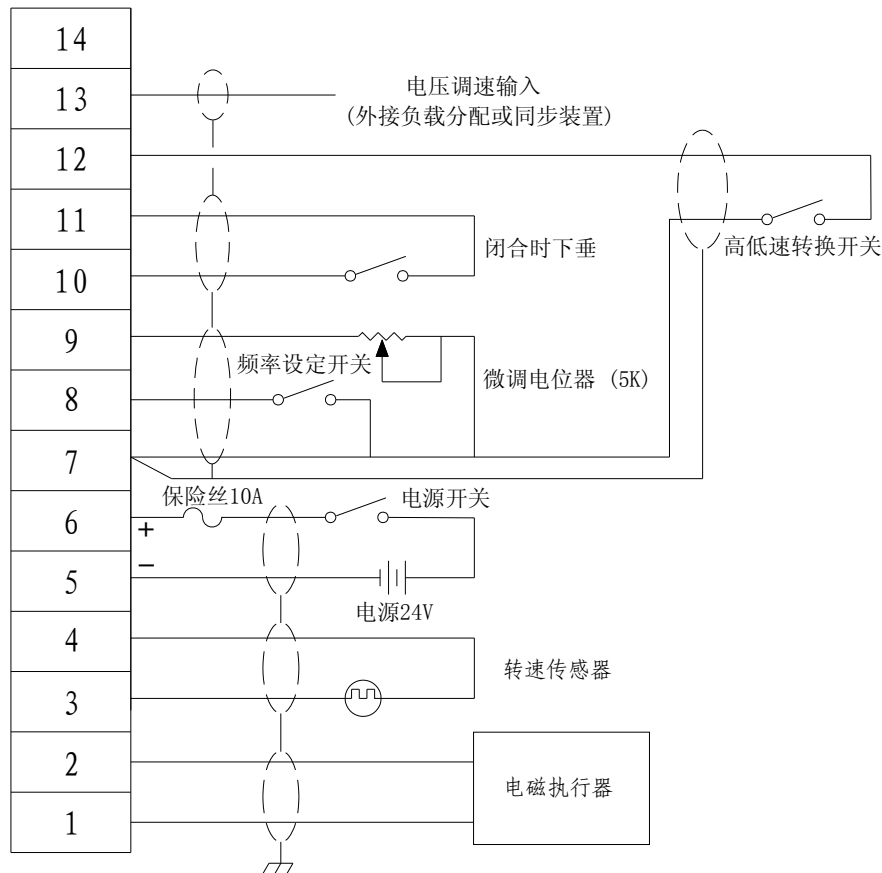 14
13
电压调速输入
(外接负载分配或同步装置)
12
高低速转换开关
11
闭合时下垂
10
9
频率设定开关
微调电位器 (5K)
8
7
保险丝10A
电源开关
6
+
5
−
电源24V
4
转速传感器
3
2
电磁执行器
1